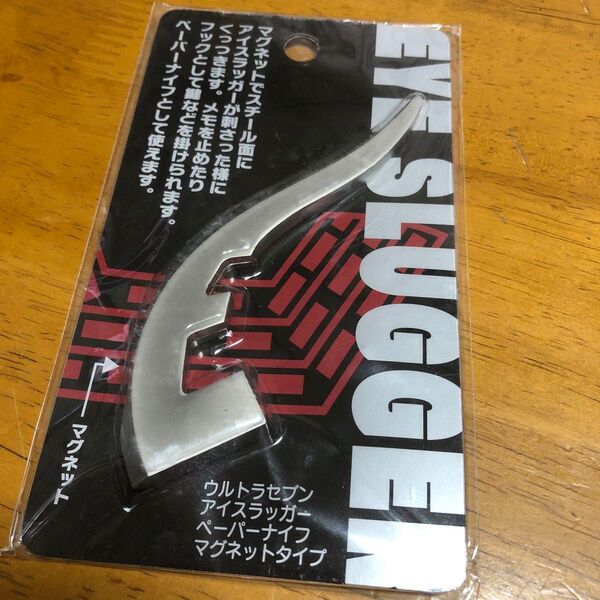 EYE SLUGGER
マグネットでスチール面に
アイスラッガーが刺さった様に
くっつきます。メモを止めたり
フックとして鍵などを掛けられます。
ペーパーナイフとして使えます。
マグネット
ウルトラセブン
アイスラッガー
ペーパーナイフ
マグネットタイプ